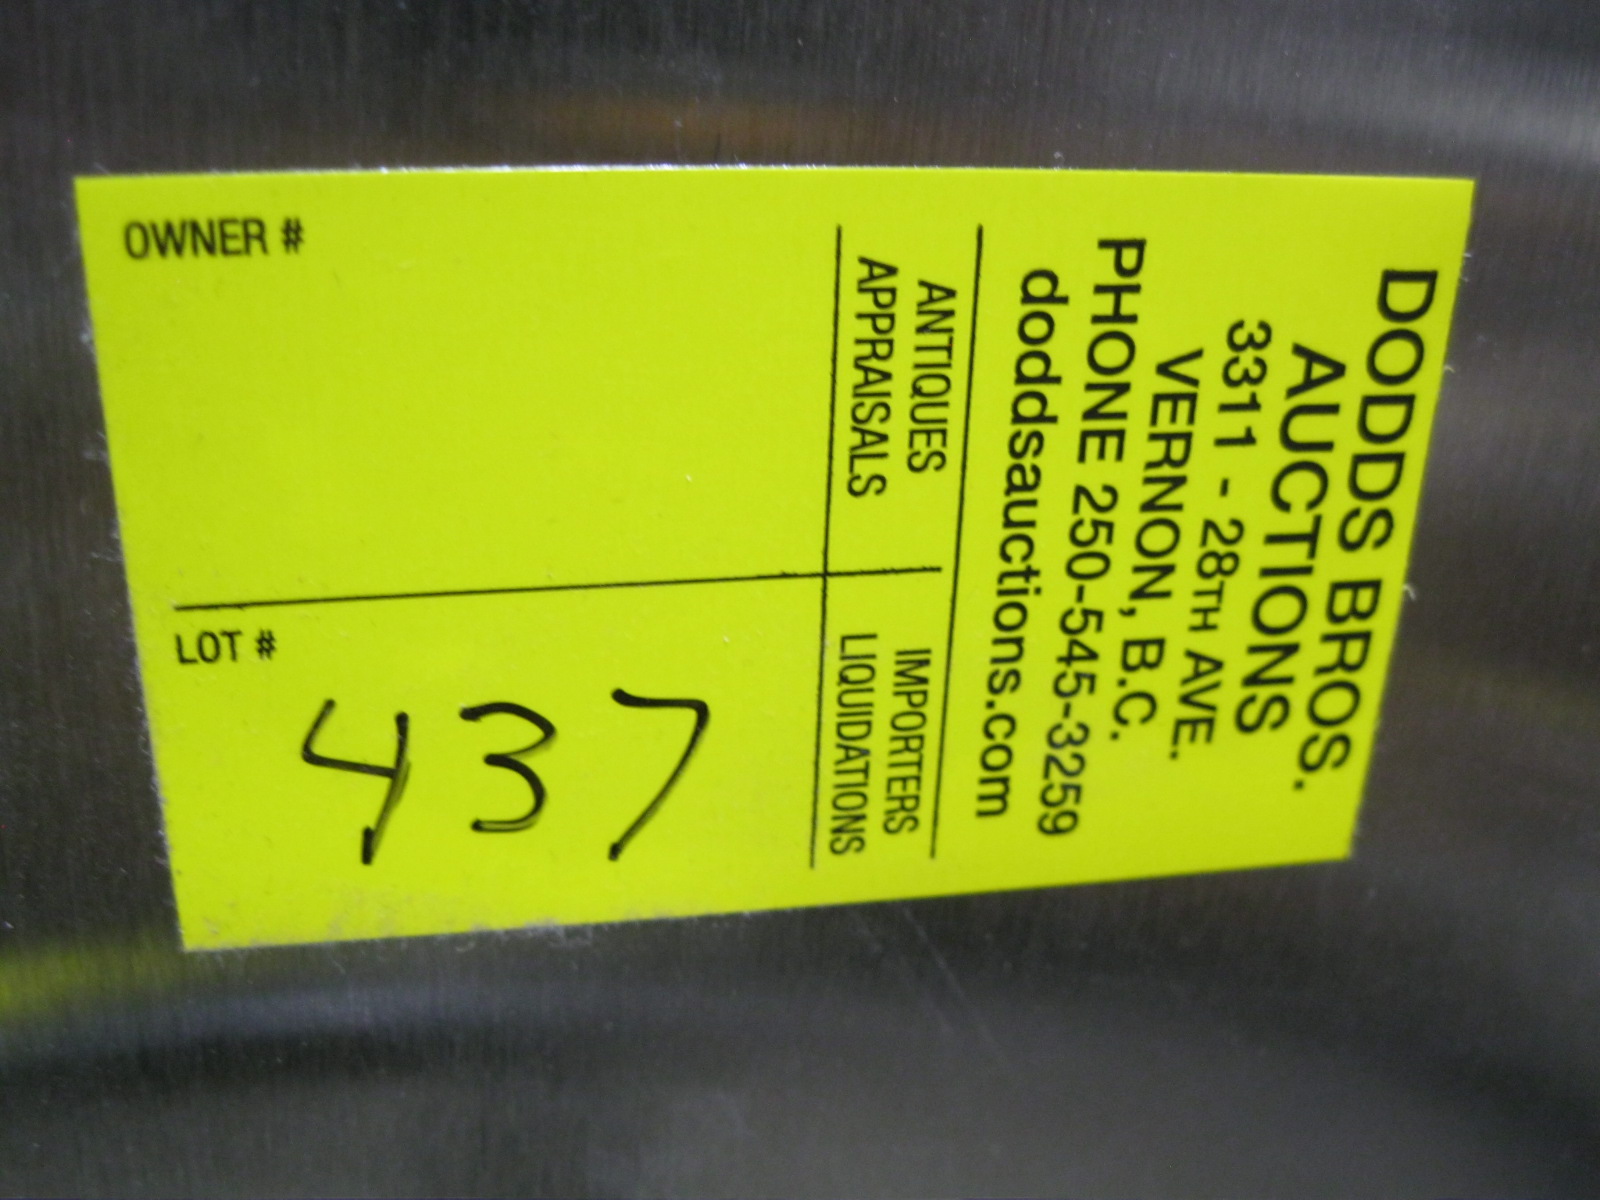 DODDS BROS.
AUCTIONS
3311 - 28TH AVE.
VERNON, B.C.
PHONE 250-545-3259
doddsauctions.com
ANTIQUES
APPRAISALS
IMPORTERS
LIQUIDATIONS
OWNER #
LOT #
437